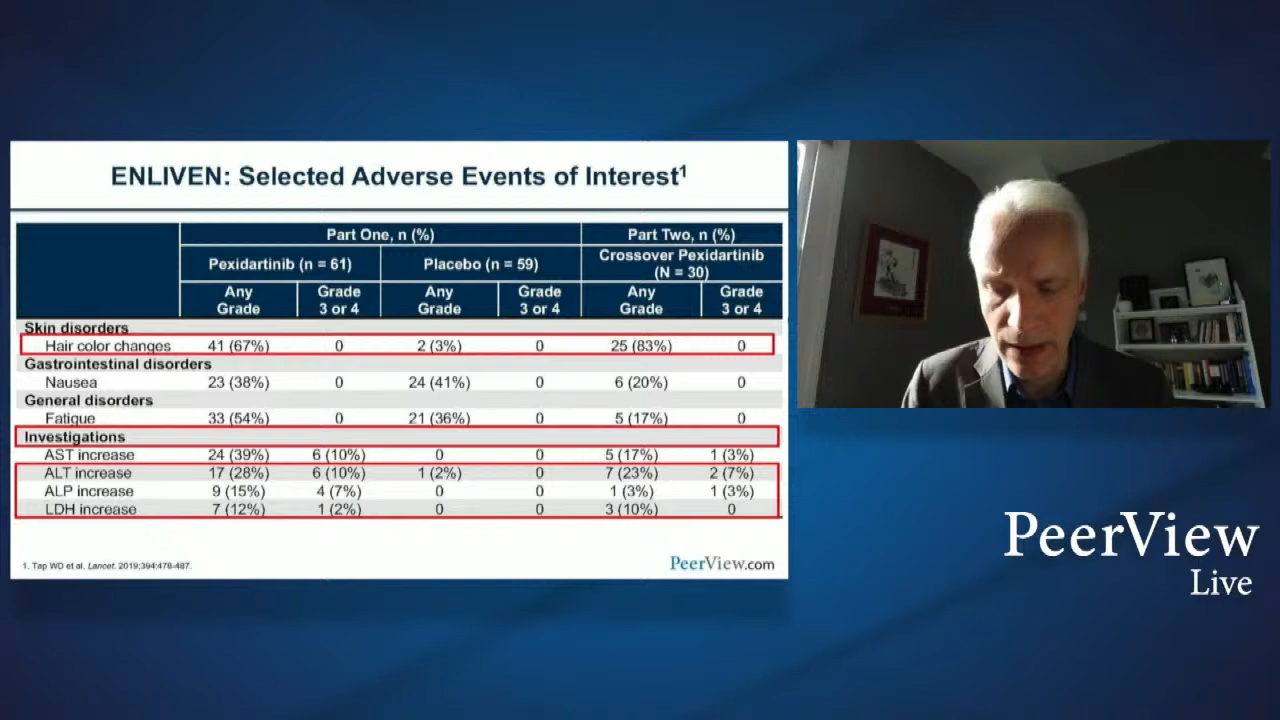 ENLIVEN: Selected Adverse Events of Interest1
Part One, n (%) Part Two, n (%)
Pexidartinib (n = 61) Placebo (n = 59) Crossover Pexidartinib (N = 30)
Any Grade Grade 3 or 4 Any Grade Grade 3 or 4 Any Grade Grade 3 or 4
Skin disorders
Hair color changes 41 (67%) 0 2 (3%) 0 25 (83%) 0
Gastrointestinal disorders
Nausea 23 (38%) 0 24 (41%) 0 6 (20%) 0
General disorders
Fatigue 33 (54%) 0 21 (36%) 0 5 (17%) 0
Investigations
AST increase 24 (39%) 6 (10%) 0 0 5 (17%) 1 (3%)
ALT increase 17 (28%) 6 (10%) 1 (2%) 0 7 (23%) 2 (7%)
ALP increase 9 (15%) 4 (7%) 0 0 1 (3%) 1 (3%)
LDH increase 7 (12%) 1 (2%) 0 0 3 (10%) 0
1. Tap WD et al. Lancet. 2019;394:478-487.
PeerView.com
PeerView
Live